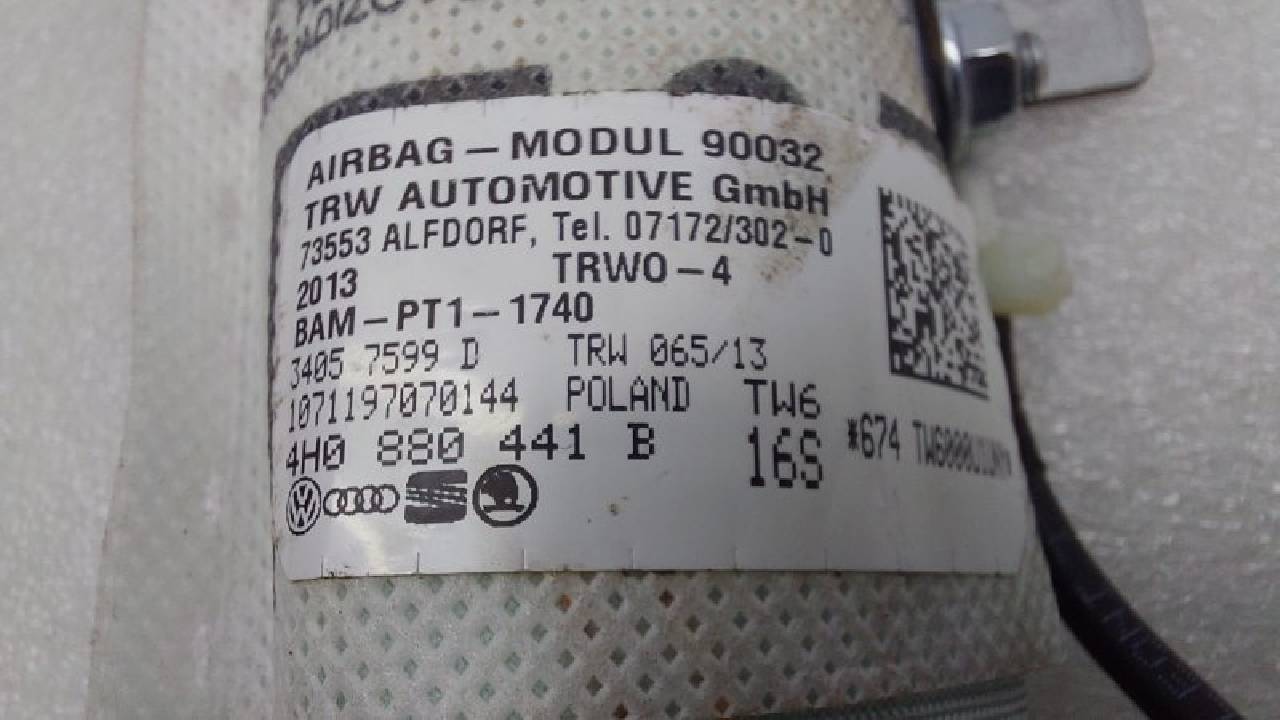 AIRBAG – MODUL 90032
TRW AUTOMOTIVE GmbH
73553 ALFDORF, Tel. 07172/302-0
2013 TRWO – 4
BAM – PT1 – 1740
3405 7599 D TRW 065/13
1071197070144 POLAND TW6
4H0 880 441 B 16S *674